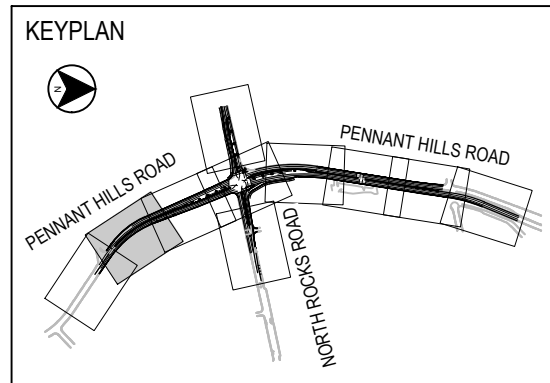 KEYPLAN
N
PENNANT HILLS ROAD
PENNANT HILLS ROAD
NORTH ROCKS ROAD